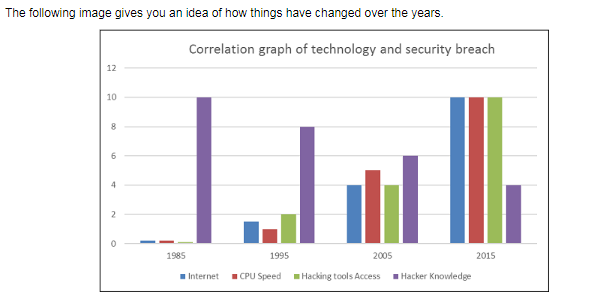 The following image gives you an idea of how things have changed over the years.
Correlation graph of technology and security breach
12
10
8
6
4
2
0
1985 1995 2005 2015
Internet CPU Speed Hacking tools Access Hacker Knowledge